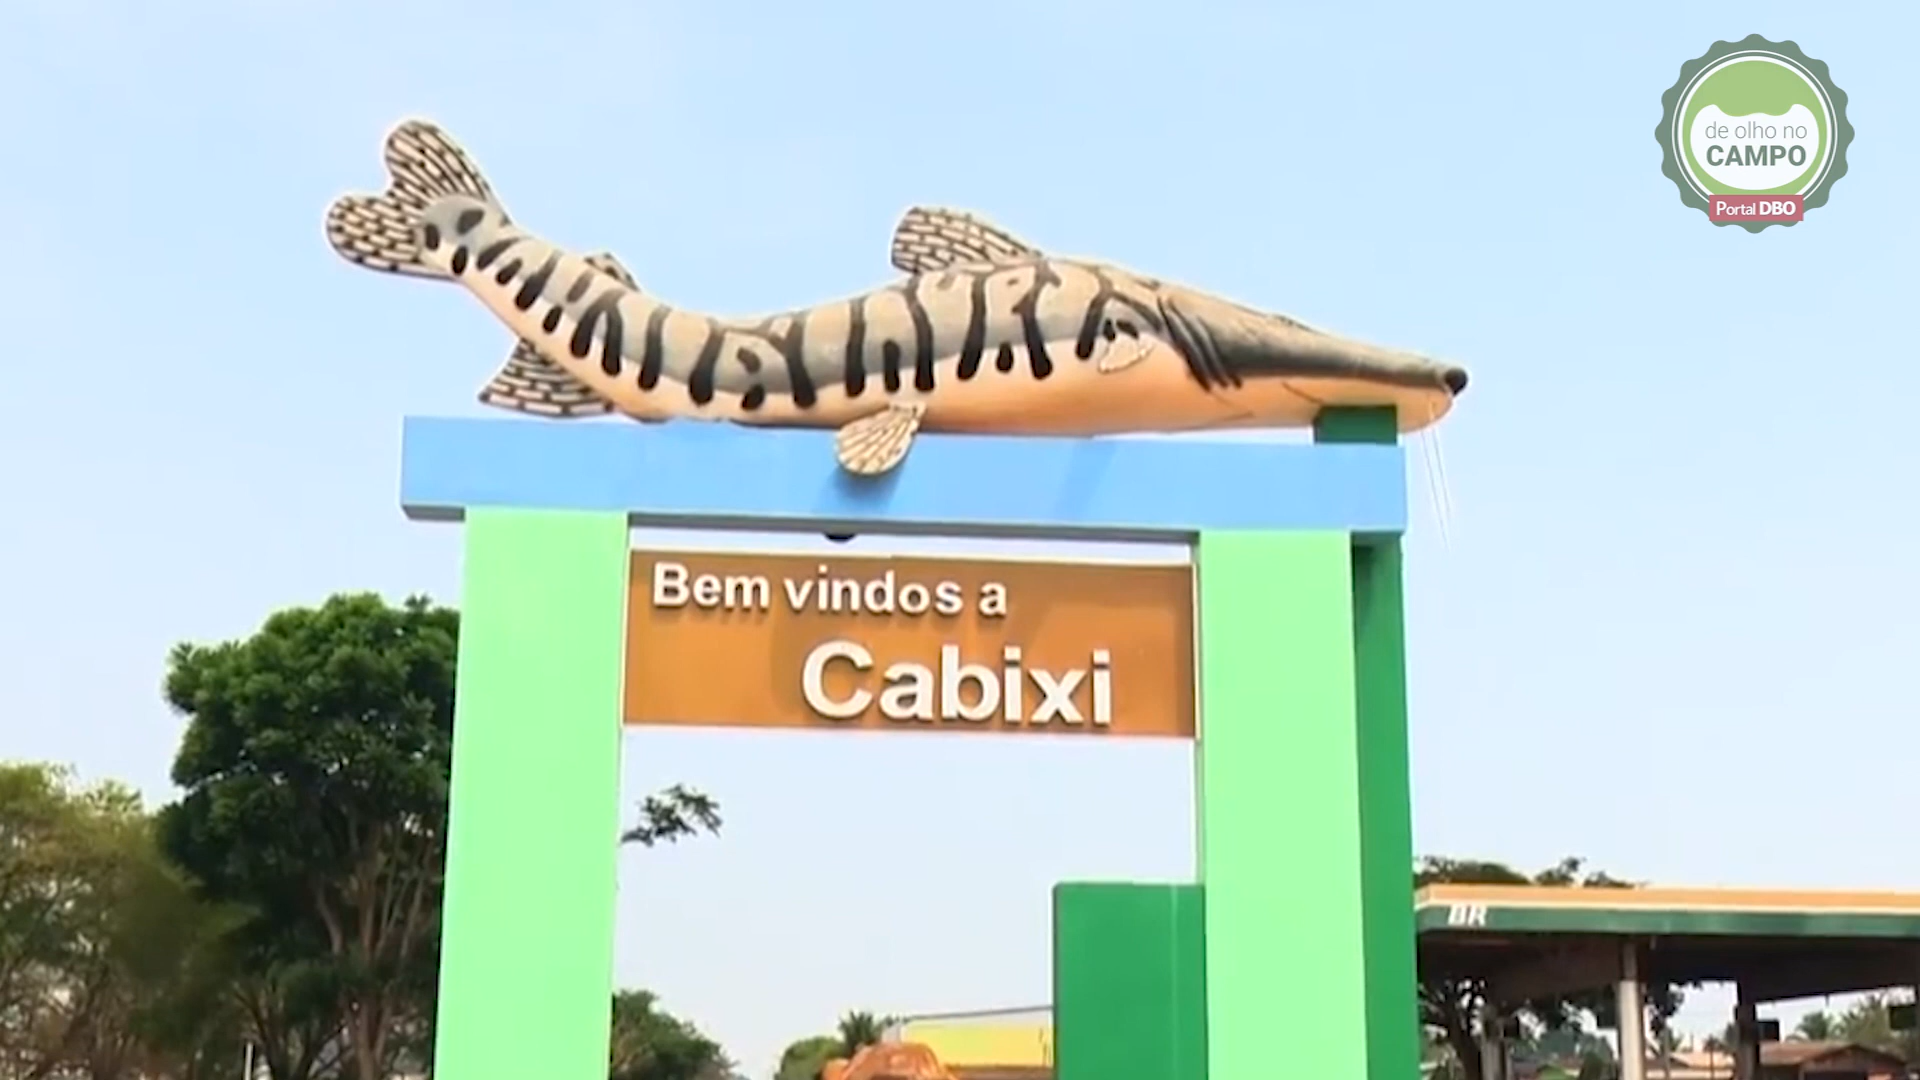 de olho no
CAMPO
Portal DBO
Bem vindos a
Cabixi
BR